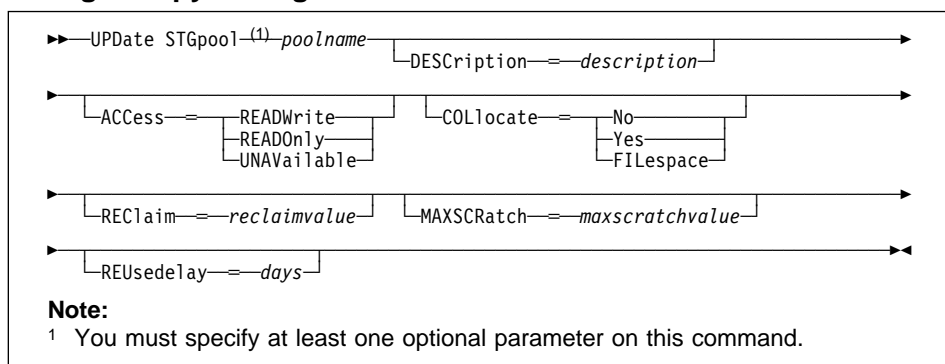 UPDate STGpool (1) poolname
DESCription = description
ACCess = READWrite
READOnly
UNAVailable
COLlocate = No
Yes
FILespace
REClaim = reclaimvalue MAXSCRatch = maxscratchvalue
REUsedelay = days
Note:
1 You must specify at least one optional parameter on this command.